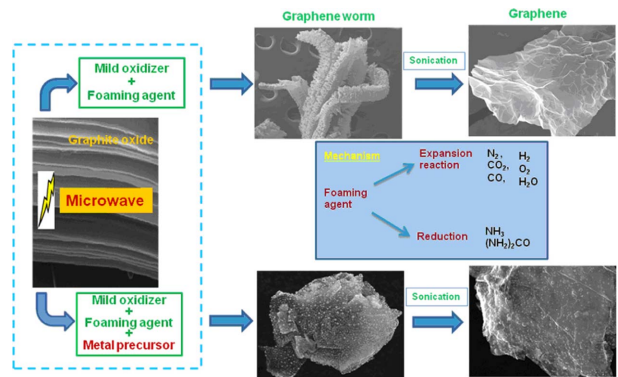 Graphene worm
Graphene
Mild oxidizer
+
Foaming agent
Sonication
Graphite oxide
Microwave
Machanism
Expansion
reaction
N2,
CO2,
CO,
H2
O2
H2O
Foaming
agent
Reduction
NH3
(NH2)2CO
Mild oxidizer
+
Foaming agent
+
Metal precursor
Sonication